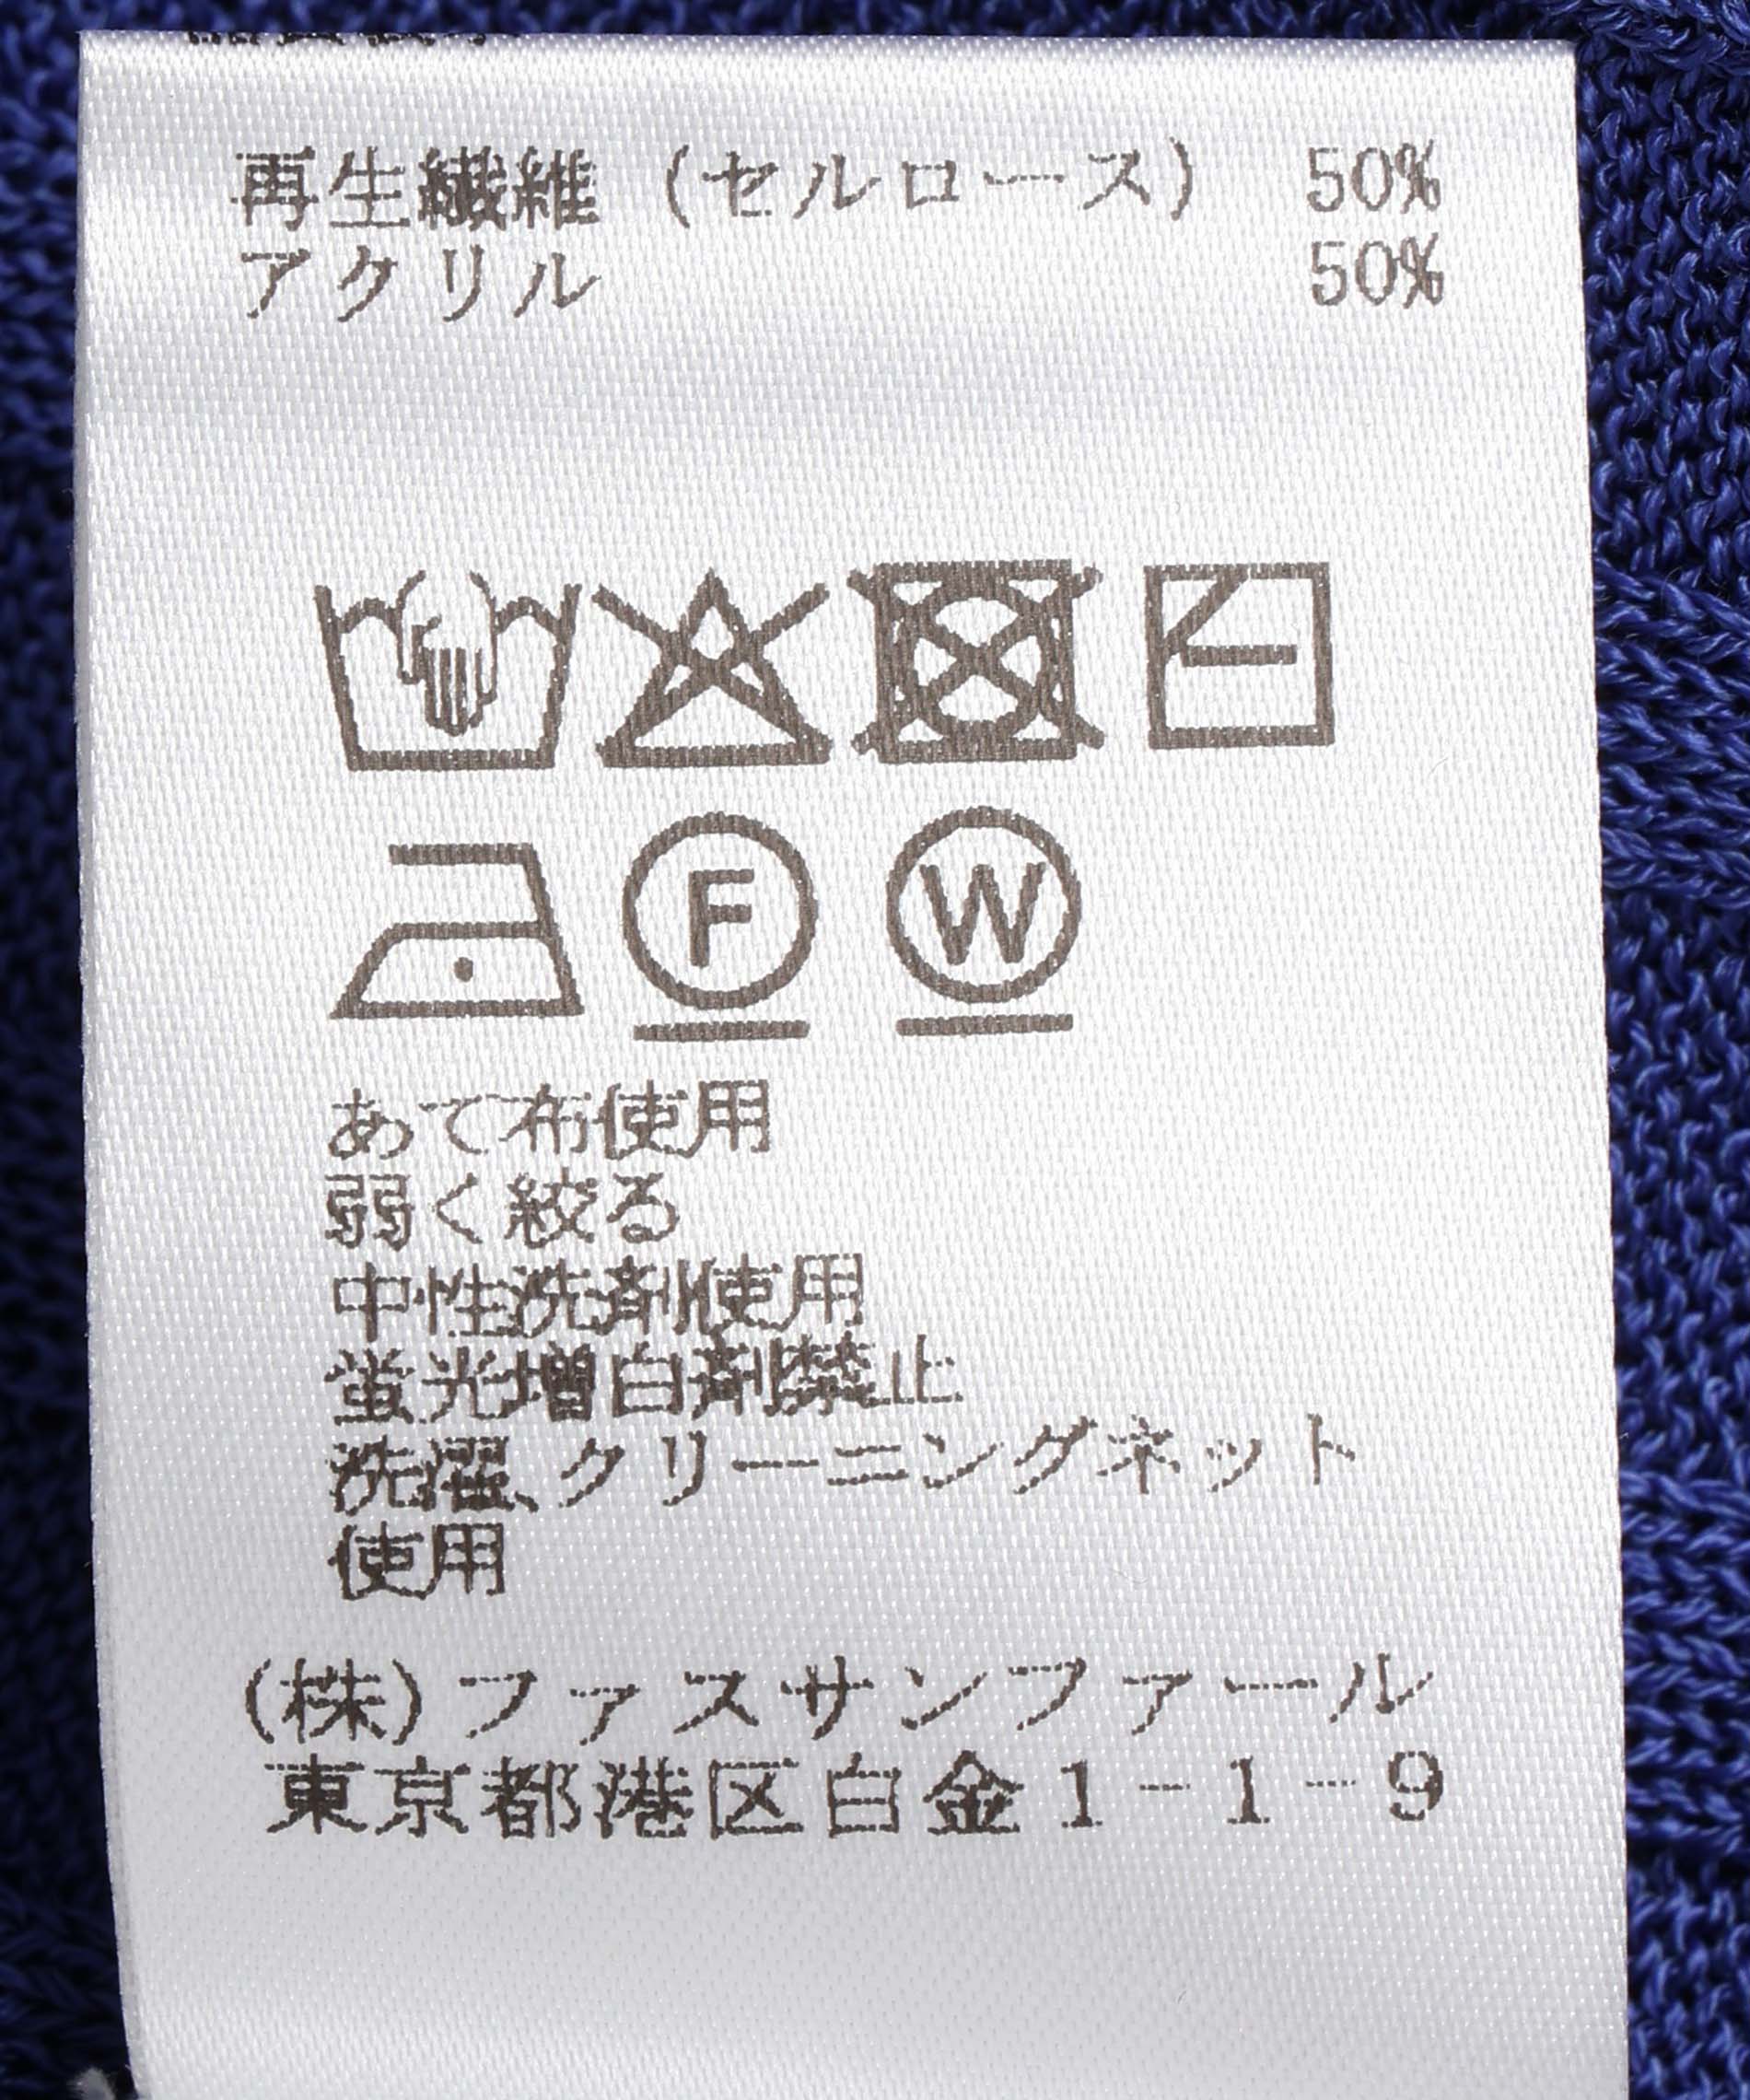 再生繊維(セルロース) 50%
アクリル 50%
F W
あて布使用
弱く絞る
中性洗剤使用
蛍光増白剤禁止
洗濯、クリーニングネット
使用
(株)ファスサンファール
東京都港区白金1-1-9